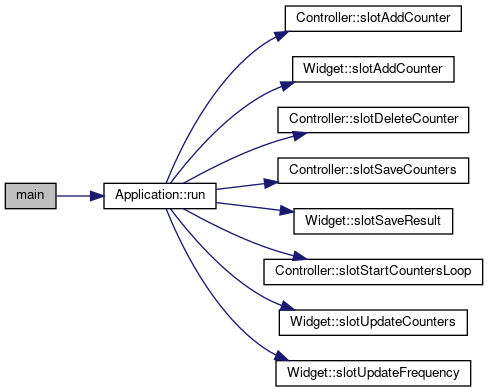 main
Application::run
Controller::slotAddCounter
Widget::slotAddCounter
Controller::slotDeleteCounter
Controller::slotSaveCounters
Widget::slotSaveResult
Controller::slotStartCountersLoop
Widget::slotUpdateCounters
Widget::slotUpdateFrequency